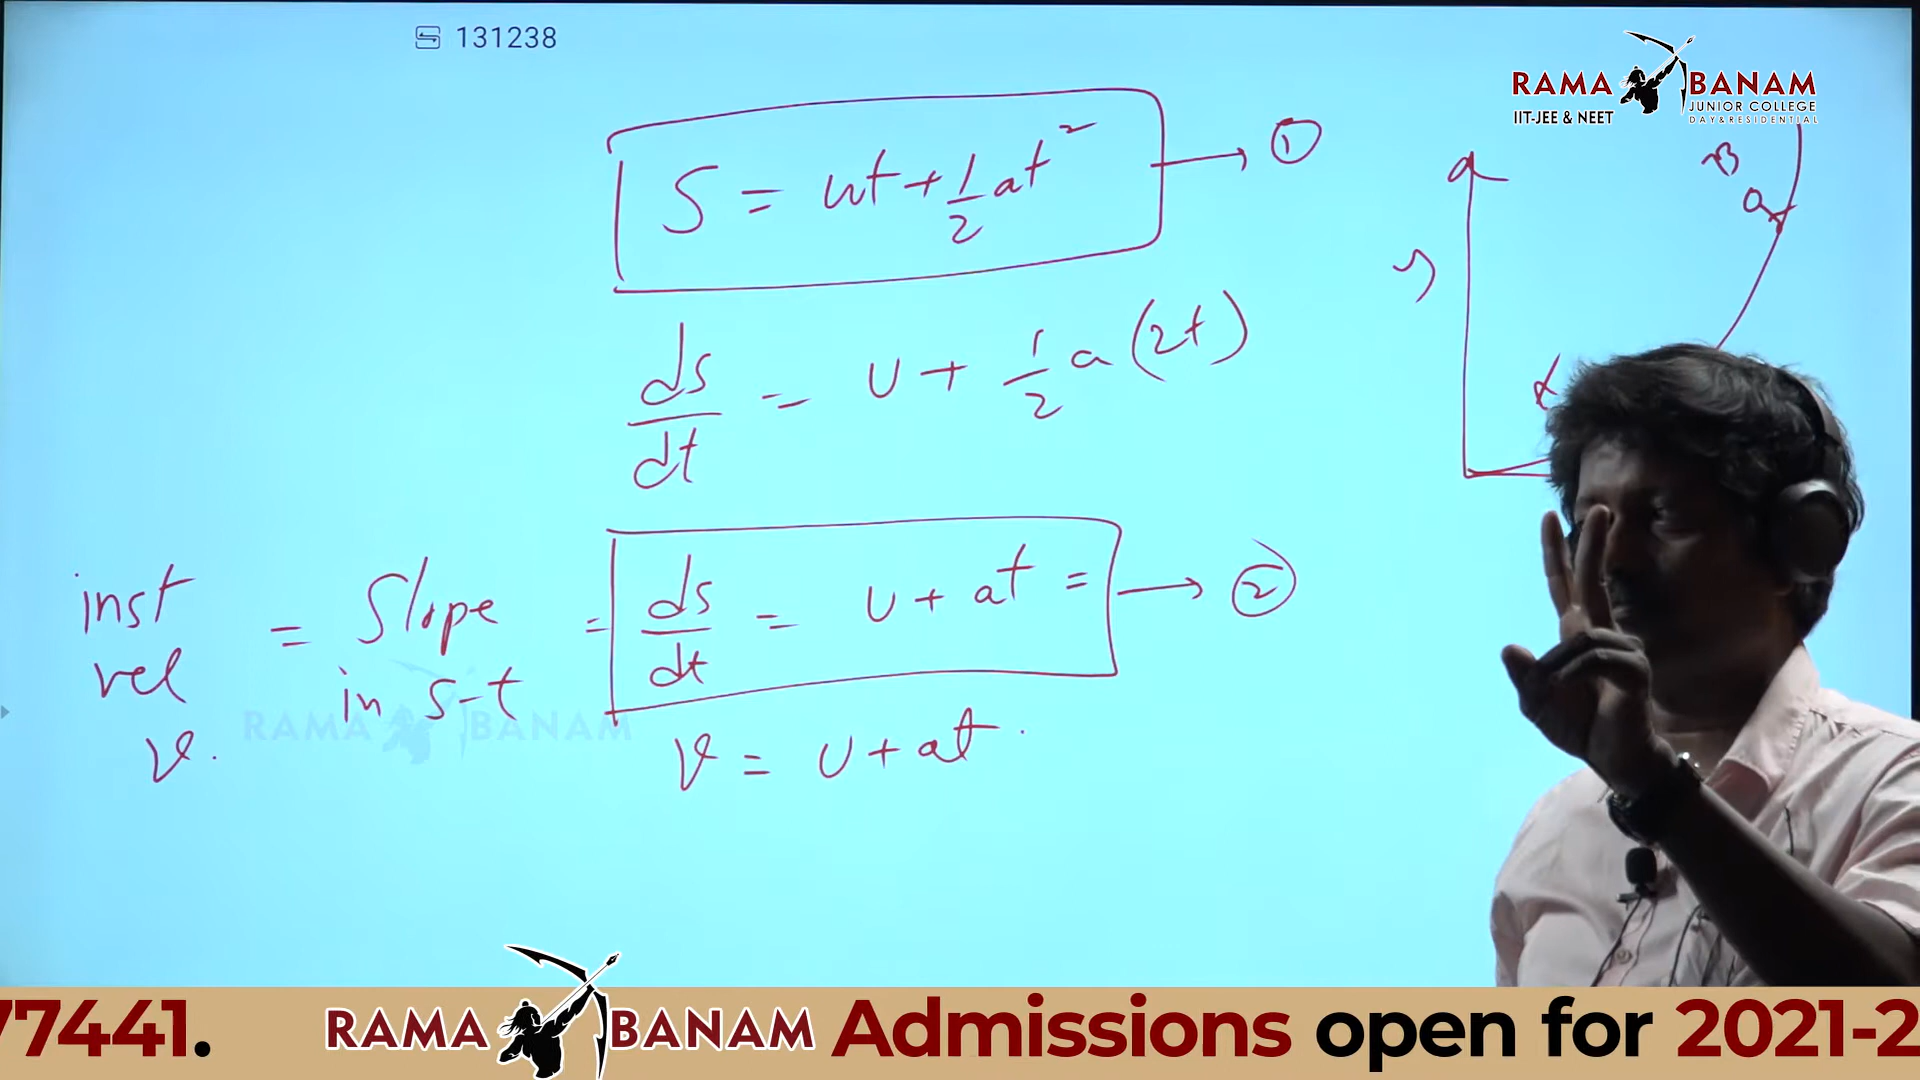 131238
RAMA BANAM
JUNIOR COLLEGE
IIT-JEE & NEET
DAY & RESIDENTIAL
S = ut + 1/2 at² → ①
B
a
ds/dt = u + 1/2 a (2t)
inst vel v. = Slope in s-t = ds/dt = u + at = → ②
RAMA BANAM
v = u + at.
77441. RAMA BANAM Admissions open for 2021-2